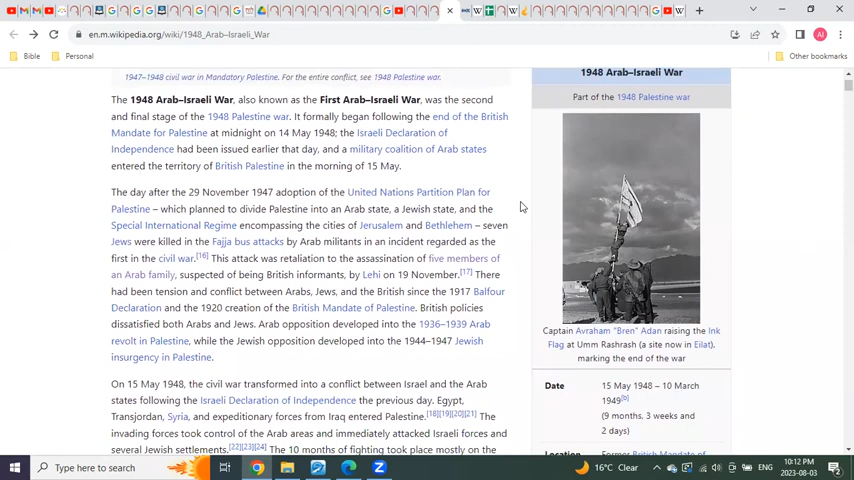 en.m.wikipedia.org/wiki/1948_Arab–Israeli_War
Bible
Personal
Other bookmarks
1947–1948 civil war in Mandatory Palestine. For the entire conflict, see 1948 Palestine war.
The 1948 Arab–Israeli War, also known as the First Arab–Israeli War, was the second
and final stage of the 1948 Palestine war. It formally began following the end of the British
Mandate for Palestine at midnight on 14 May 1948; the Israeli Declaration of
Independence had been issued earlier that day, and a military coalition of Arab states
entered the territory of British Palestine in the morning of 15 May.
The day after the 29 November 1947 adoption of the United Nations Partition Plan for
Palestine – which planned to divide Palestine into an Arab state, a Jewish state, and the
Special International Regime encompassing the cities of Jerusalem and Bethlehem – seven
Jews were killed in the Fajja bus attacks by Arab militants in an incident regarded as the
first in the civil war.[16] This attack was retaliation to the assassination of five members of
an Arab family, suspected of being British informants, by Lehi on 19 November.[17] There
had been tension and conflict between Arabs, Jews, and the British since the 1917 Balfour
Declaration and the 1920 creation of the British Mandate of Palestine. British policies
dissatisfied both Arabs and Jews. Arab opposition developed into the 1936–1939 Arab
revolt in Palestine, while the Jewish opposition developed into the 1944–1947 Jewish
insurgency in Palestine.
On 15 May 1948, the civil war transformed into a conflict between Israel and the Arab
states following the Israeli Declaration of Independence the previous day. Egypt,
Transjordan, Syria, and expeditionary forces from Iraq entered Palestine.[18][19][20][21] The
invading forces took control of the Arab areas and immediately attacked Israeli forces and
several Jewish settlements.[22][23][24] The 10 months of fighting took place mostly on the
1948 Arab–Israeli War
Part of the 1948 Palestine war
Captain Avraham "Bren" Adan raising the Ink
Flag at Umm Rashrash (a site now in Eilat),
marking the end of the war
Date
15 May 1948 – 10 March
1949[b]
(9 months, 3 weeks and
2 days)
Location
Former British Mandate of
Type here to search
16°C Clear
ENG
10:12 PM
2023-08-03
2